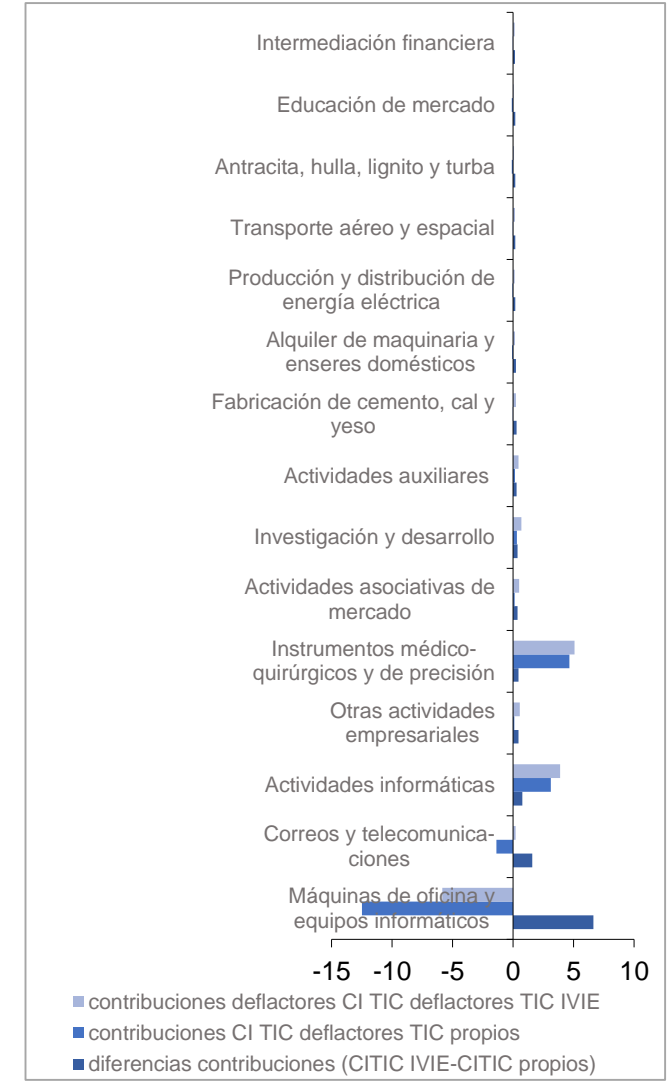 Intermediación financiera
Educación de mercado
Antracita, hulla, lignito y turba
Transporte aéreo y espacial
Producción y distribución de
energía eléctrica
Alquiler de maquinaria y
enseres domésticos
Fabricación de cemento, cal y
yeso
Actividades auxiliares
Investigación y desarrollo
Actividades asociativas de
mercado
Instrumentos médico-
quirúrgicos y de precisión
Otras actividades
empresariales
Actividades informáticas
Correos y telecomunica-
ciones
Máquinas de oficina y
equipos informáticos
-15 -10 -5 0 5 10
contribuciones deflactores CI TIC deflactores TIC IVIE
contribuciones CI TIC deflactores TIC propios
diferencias contribuciones (CITIC IVIE-CITIC propios)